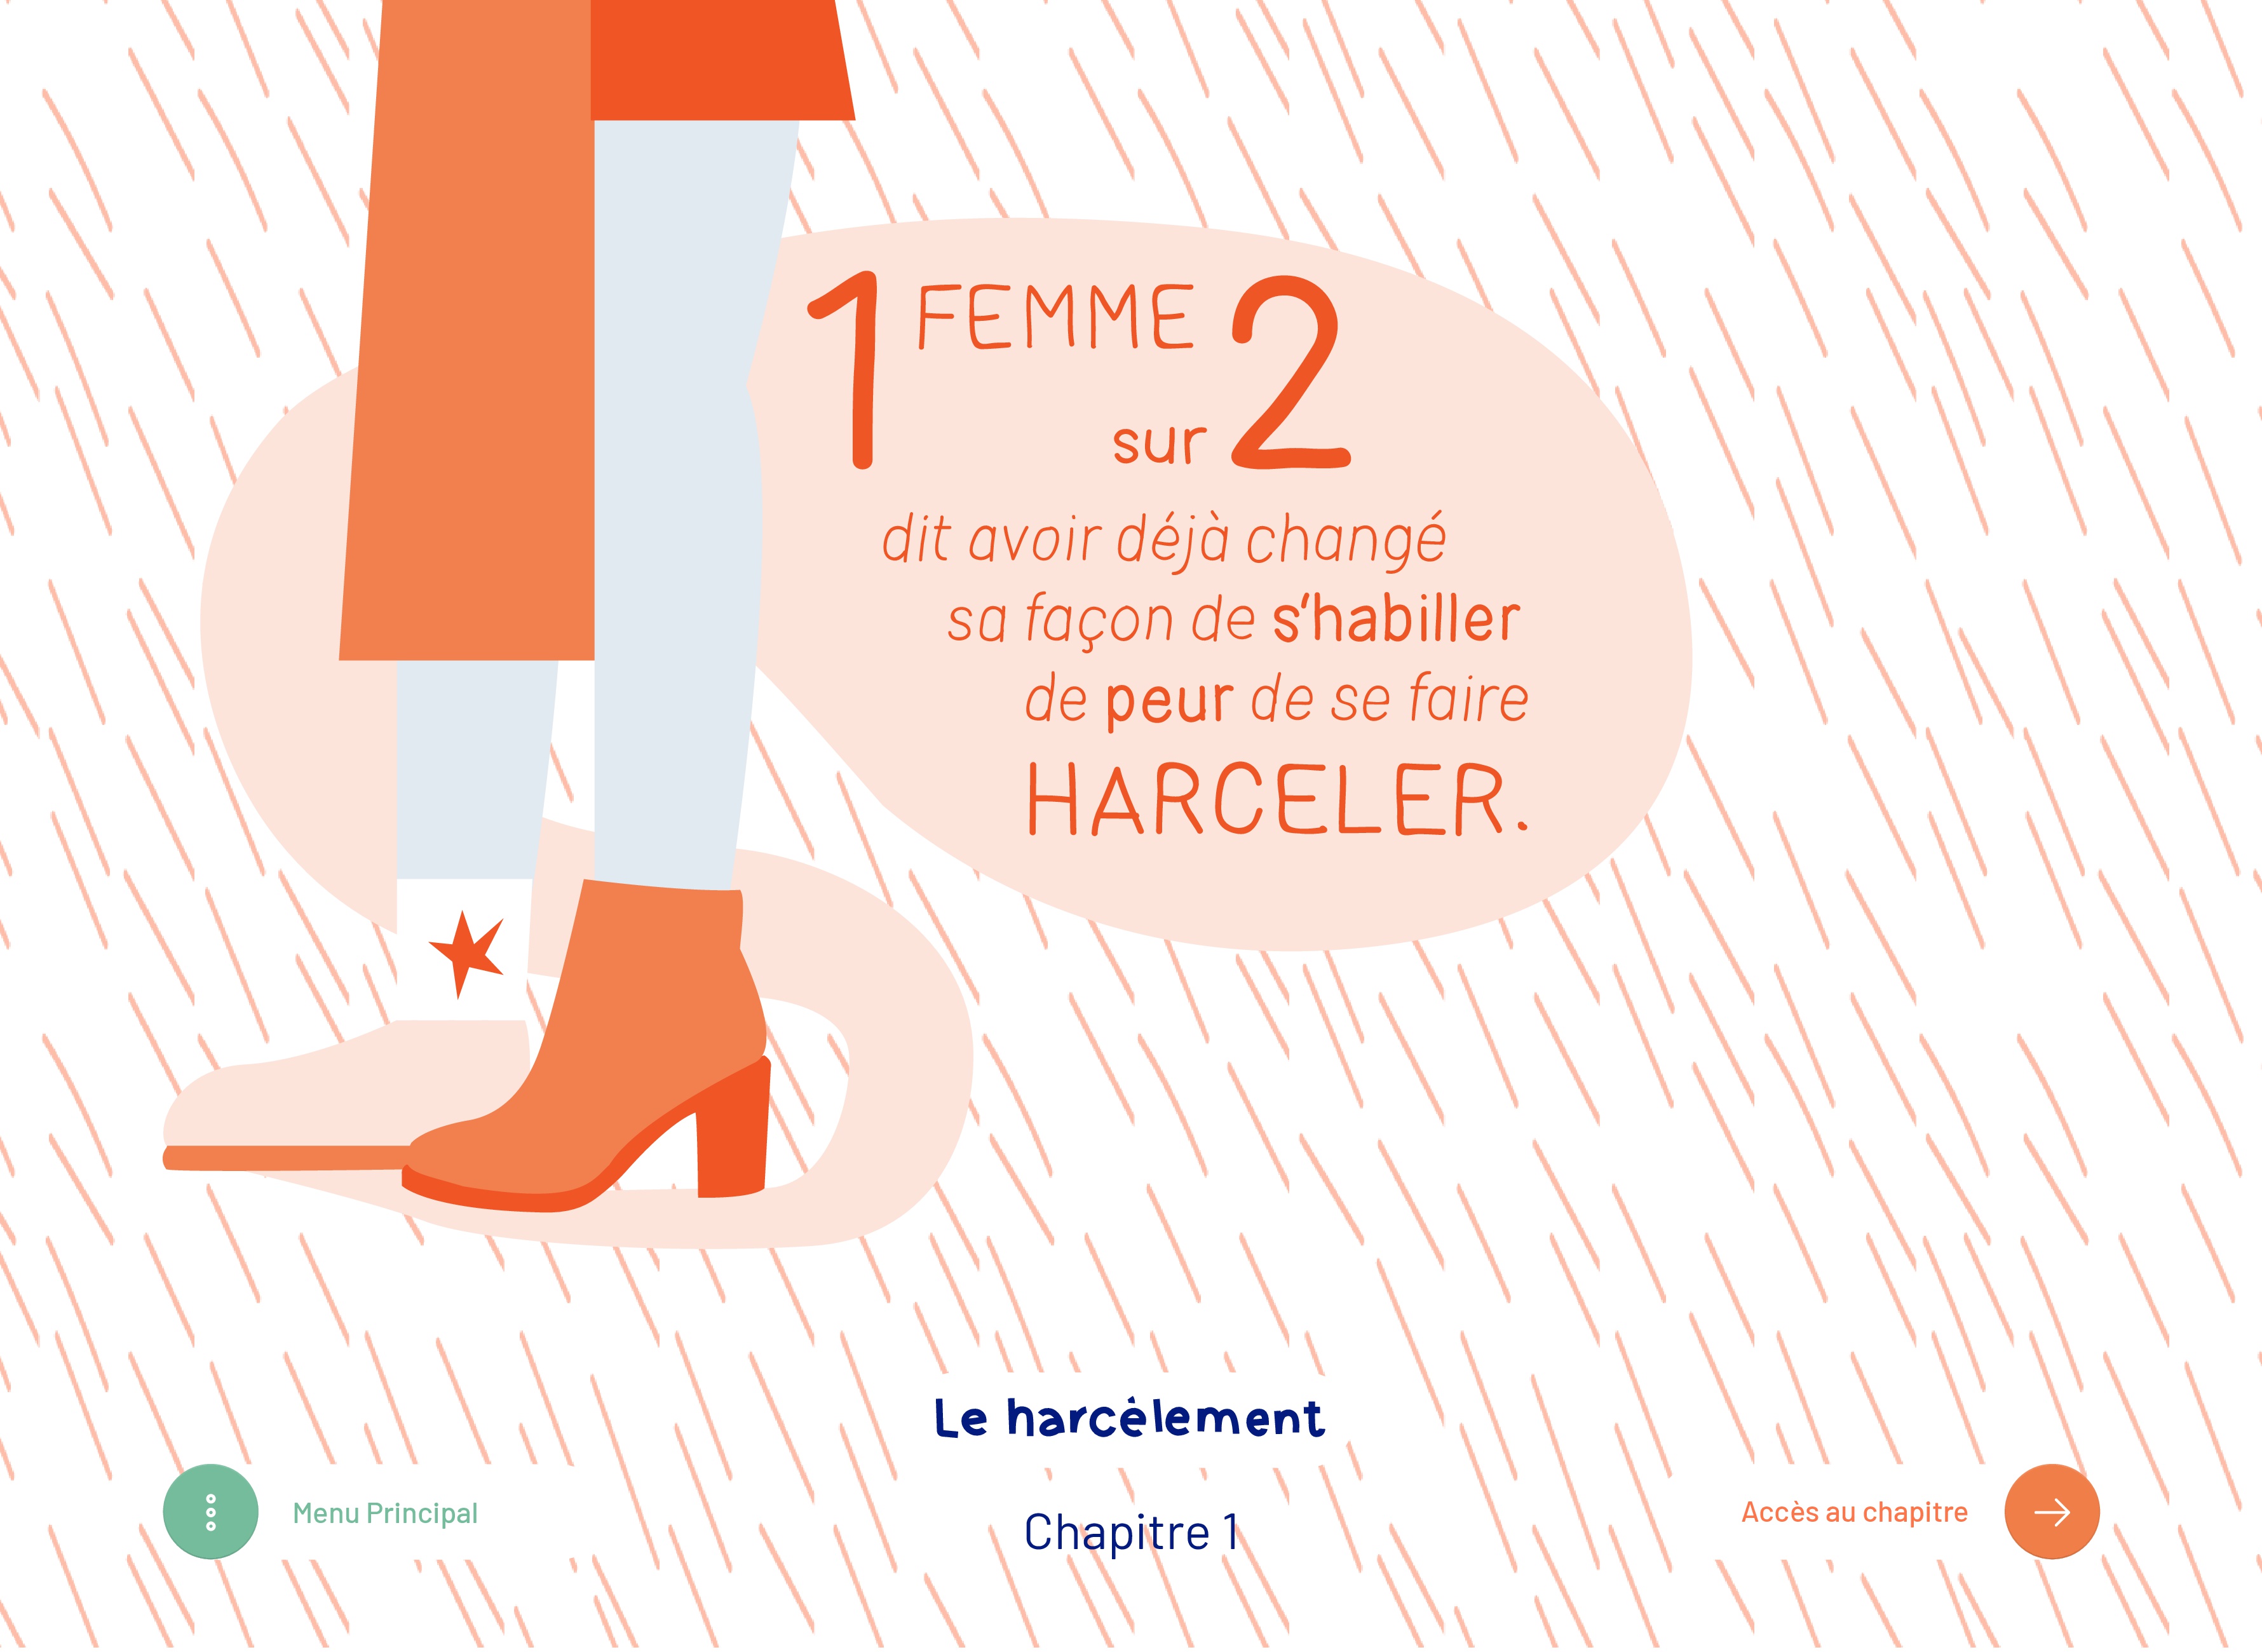 1 FEMME
sur 2
dit avoir déjà changé
sa façon de s'habiller
de peur de se faire
HARCELER.
Le harcèlement
Chapitre 1
Menu Principal
Accès au chapitre